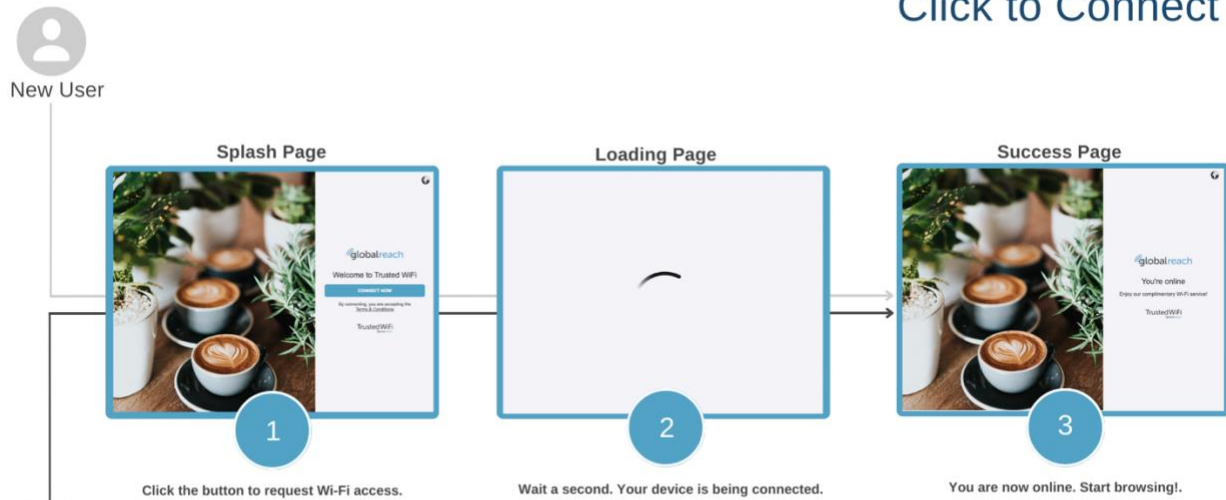 Click to Connect
New User
Splash Page
globalreach
Welcome to Trusted WiFi
CONNECT NOW
By connecting, you are accepting the
Terms & Conditions
TrustedWiFi
1
Click the button to request Wi-Fi access.
Loading Page
2
Wait a second. Your device is being connected.
Success Page
globalreach
You're online
Enjoy our complimentary Wi-Fi service!
TrustedWiFi
3
You are now online. Start browsing!.